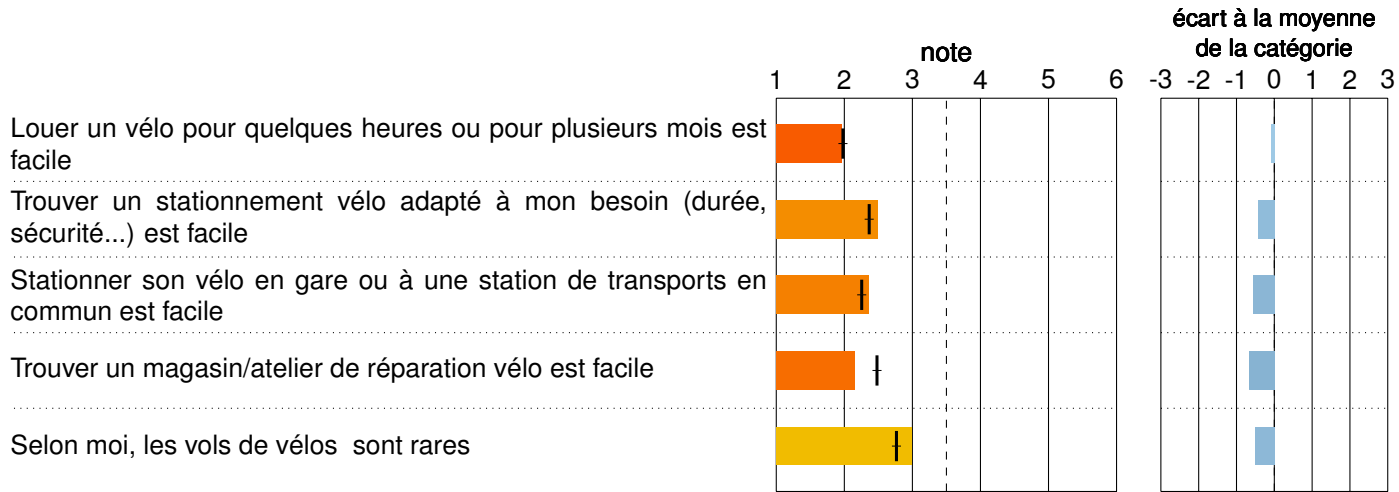 écart à la moyenne
de la catégorie
note
1 2 3 4 5 6
-3 -2 -1 0 1 2 3
Louer un vélo pour quelques heures ou pour plusieurs mois est
facile
Trouver un stationnement vélo adapté à mon besoin (durée,
sécurité...) est facile
Stationner son vélo en gare ou à une station de transports en
commun est facile
Trouver un magasin/atelier de réparation vélo est facile
Selon moi, les vols de vélos sont rares